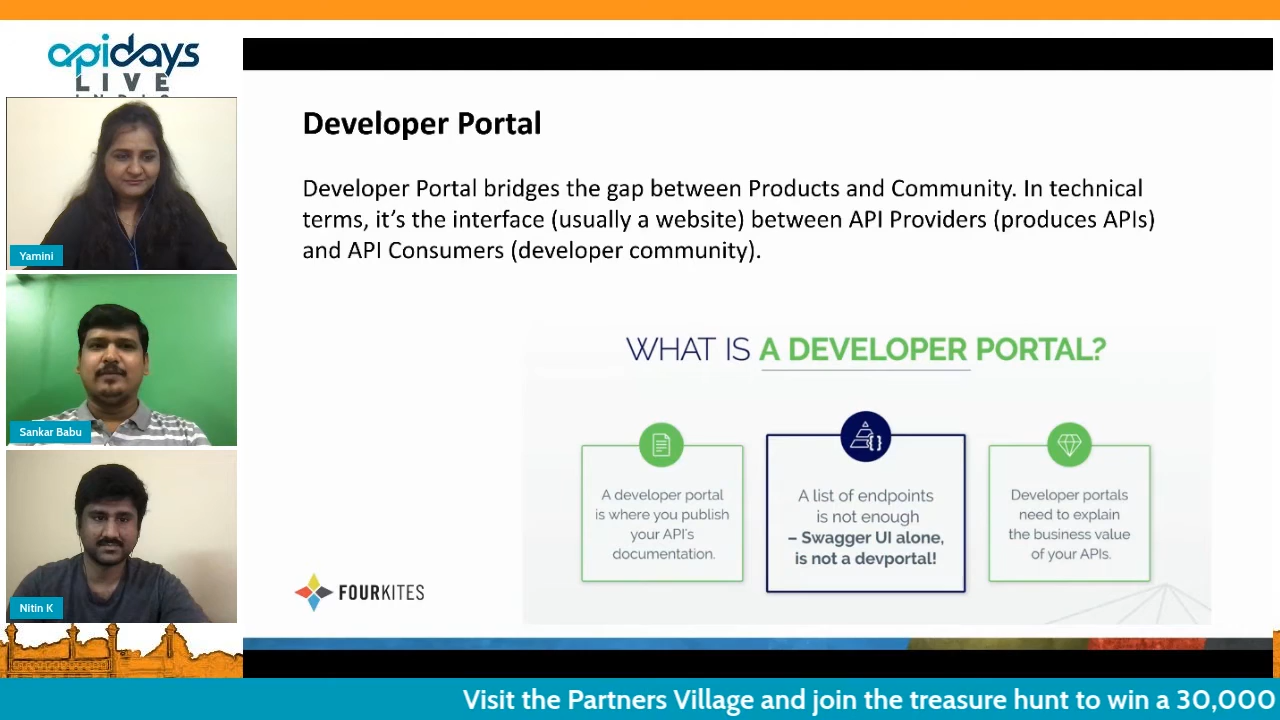 apidays
LIVE
INDIA
Yamini
Sankar Babu
Nitin K
Developer Portal
Developer Portal bridges the gap between Products and Community. In technical
terms, it’s the interface (usually a website) between API Providers (produces APIs)
and API Consumers (developer community).
WHAT IS A DEVELOPER PORTAL?
A developer portal
is where you publish
your API's
documentation.
A list of endpoints
is not enough
– Swagger UI alone,
is not a devportal!
Developer portals
need to explain
the business value
of your APIs.
FOURKITES
Visit the Partners Village and join the treasure hunt to win a 30,000